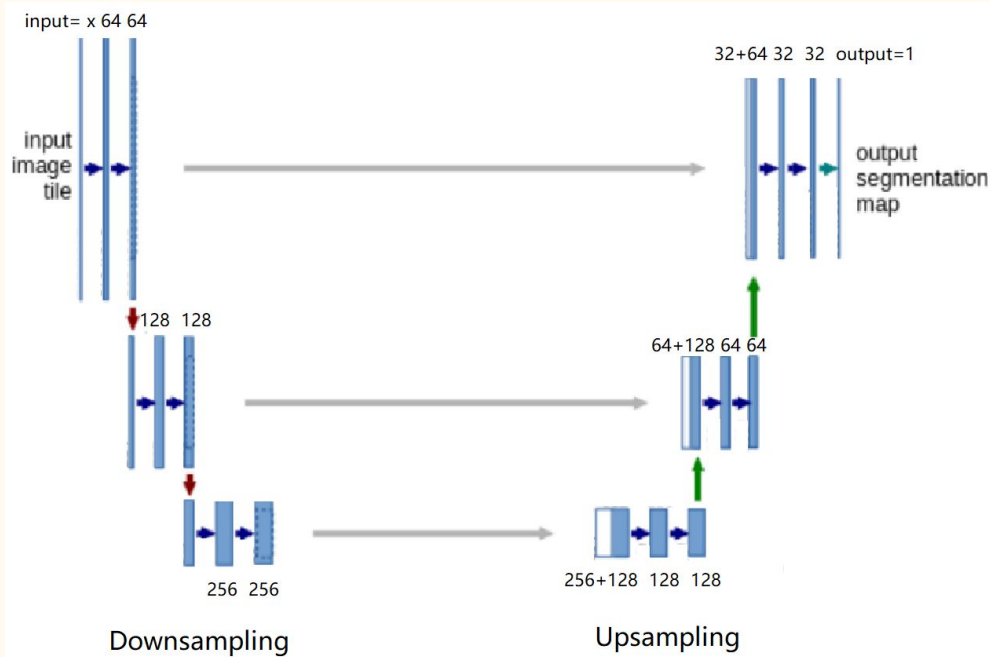 input= x 64 64
32+64 32 32 output=1
input
image
tile
output
segmentation
map
128 128
64+128 64 64
256 256
256+128 128 128
Downsampling
Upsampling